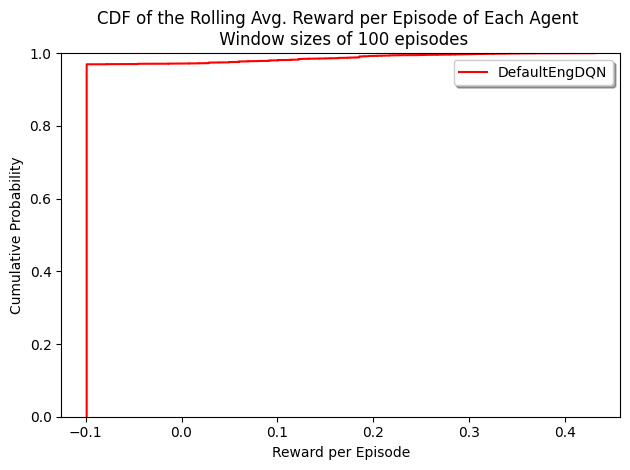 CDF of the Rolling Avg. Reward per Episode of Each Agent
Window sizes of 100 episodes
1.0
DefaultEngDQN
0.8
0.6
0.4
0.2
0.0
Cumulative Probability
−0.1 0.0 0.1 0.2 0.3 0.4
Reward per Episode